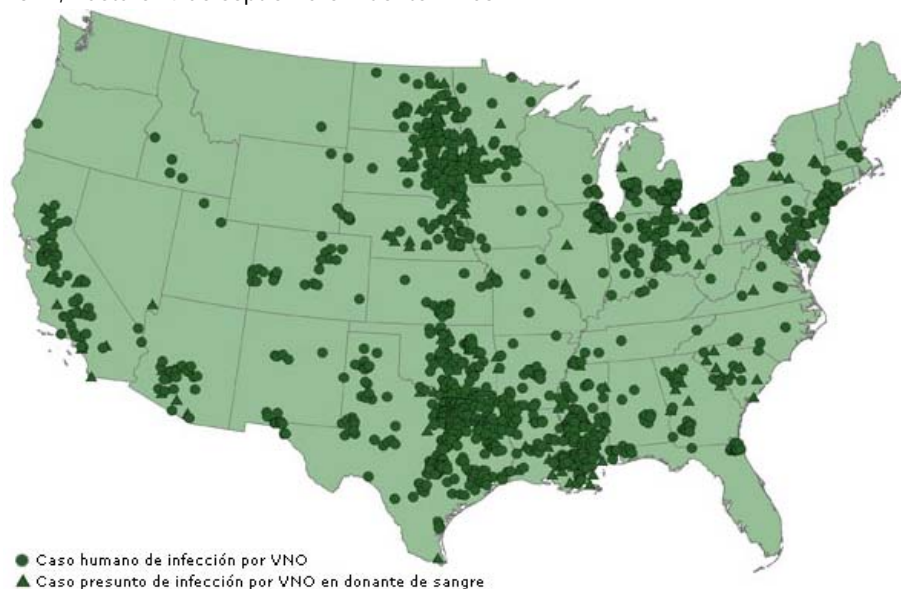 Caso humano de infección por VNO
Caso presunto de infección por VNO en donante de sangre